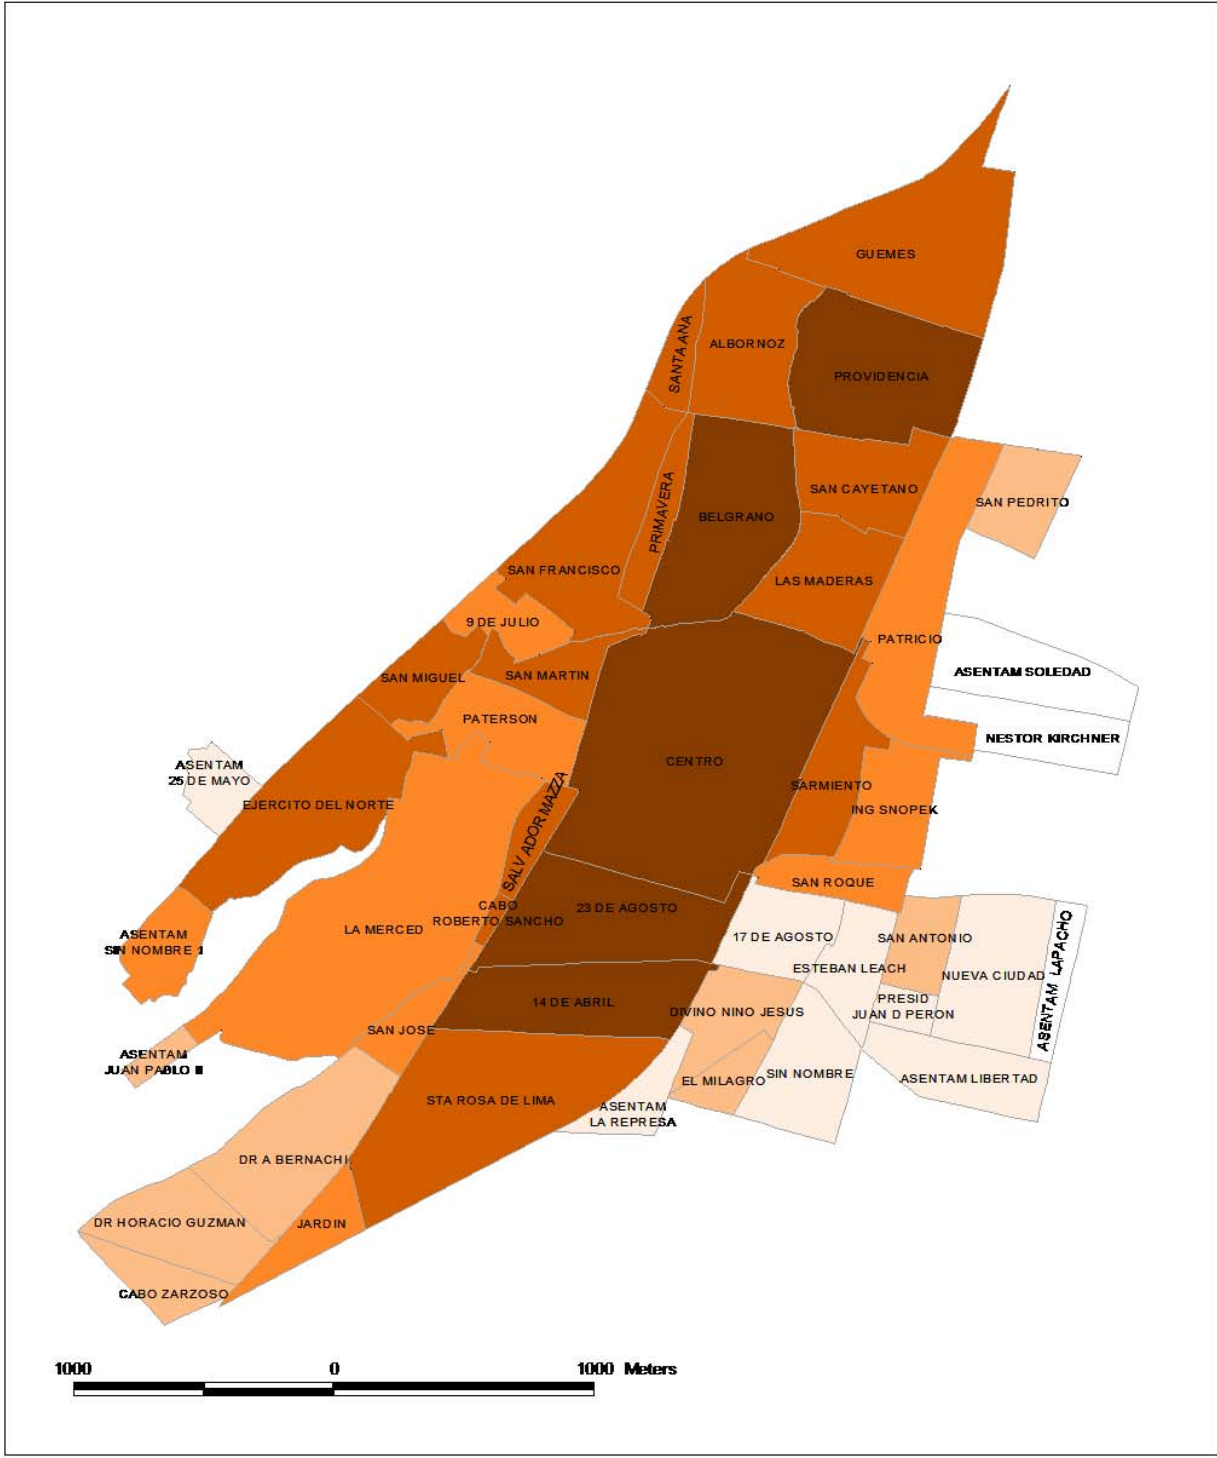 GUEMES
SANTA ANA
ALBORNOZ
PROVIDENCIA
PRIMAVERA
BELGRANO
SAN CAYETANO
SAN PEDRITO
SAN FRANCISCO
LAS MADERAS
9 DE JULIO
PATRICIO
SAN MIGUEL
SAN MARTIN
ASENTAM SOLEDAD
PATERSON
NESTOR KIRCHNER
ASENTAM
25 DE MAYO
CENTRO
EJERCITO DEL NORTE
SALVADOR MAZZA
SARMIENTO
ING SNOPEK
SAN ROQUE
CABO
ROBERTO SANCHO
23 DE AGOSTO
LA MERCED
ASENTAM
SIN NOMBRE 1
17 DE AGOSTO
SAN ANTONIO
ESTEBAN LEACH
NUEVA CIUDAD
ASENTAM LAPACHO
14 DE ABRIL
DIVINO NINO JESUS
PRESID
JUAN D PERON
SAN JOSE
ASENTAM
JUAN PABLO II
SIN NOMBRE
EL MILAGRO
ASENTAM LIBERTAD
STA ROSA DE LIMA
ASENTAM
LA REPRESA
DR A BERNACHI
DR HORACIO GUZMAN
JARDIN
CABO ZARZOSO
1000 0 1000 Meters